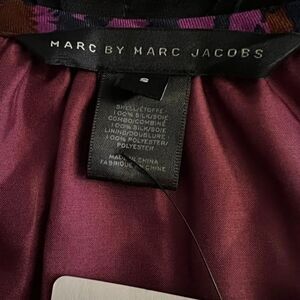 MARC BY MARC JACOBS
SHELL/ETOFFE
100% SILK/SOIE
COMBO/COMBINÉ
100% SILK/SOIE
LINING/DOUBLURE
100% POLYESTER/
POLYESTER
MADE IN CHINA
FABRIQUE EN CHINE